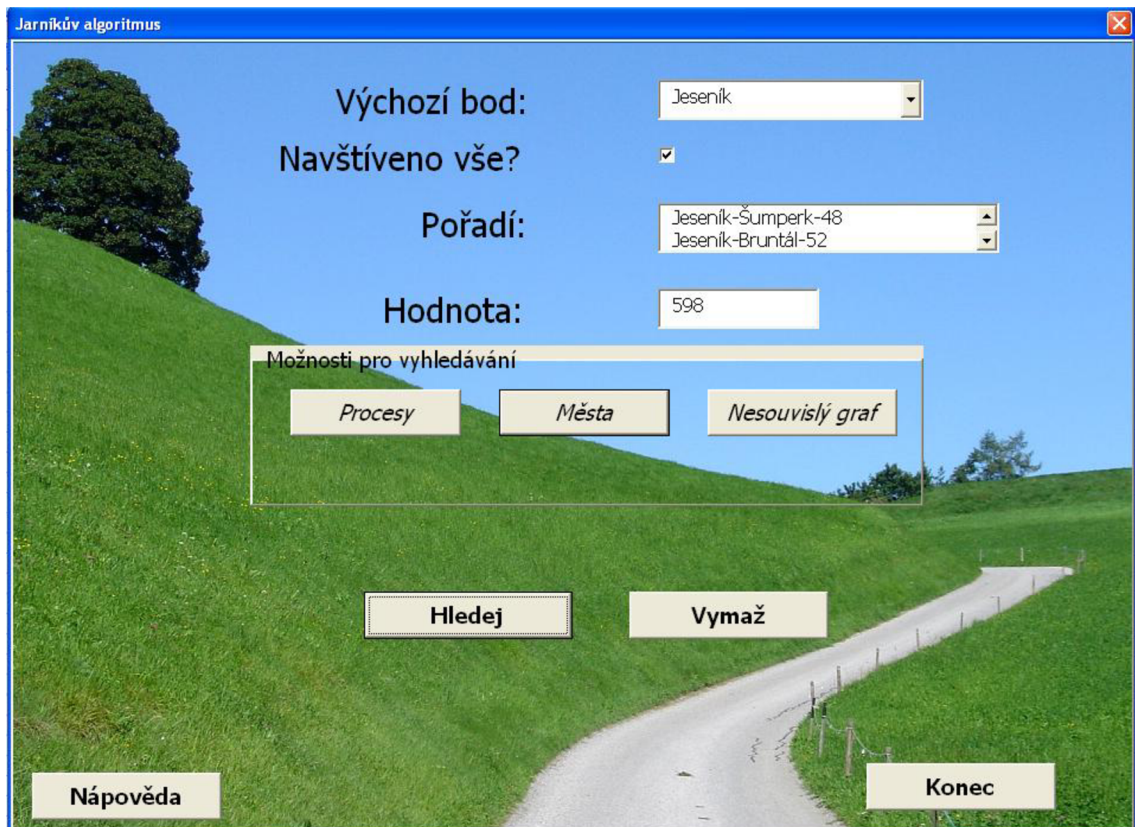 Jarníkův algoritmus
Výchozí bod:
Jeseník
Navštíveno vše?
Pořadí:
Jeseník-Šumperk-48
Jeseník-Bruntál-52
Hodnota:
598
Možnosti pro vyhledávání
Procesy
Města
Nesouvislý graf
Hledej
Vymaž
Nápověda
Konec